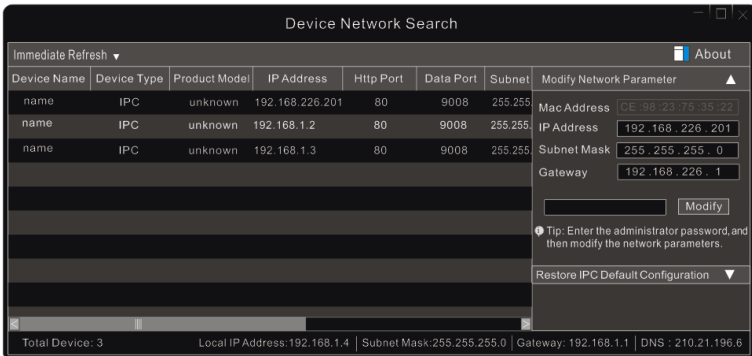 Device Network Search
Immediate Refresh ▼
About
Device Name Device Type Product Model IP Address Http Port Data Port Subnet
name IPC unknown 192.168.226.201 80 9008 255.255
name IPC unknown 192.168.1.2 80 9008 255.255.
name IPC unknown 192.168.1.3 80 9008 255.255.
Modify Network Parameter ▲
Mac Address CE:98:23:75:35:22
IP Address 192.168.226.201
Subnet Mask 255.255.255.0
Gateway 192.168.226.1
Modify
Tip: Enter the administrator password, and
then modify the network parameters.
Restore IPC Default Configuration ▼
Total Device: 3 Local IP Address:192.168.1.4 Subnet Mask:255.255.255.0 Gateway: 192.168.1.1 DNS : 210.21.196.6